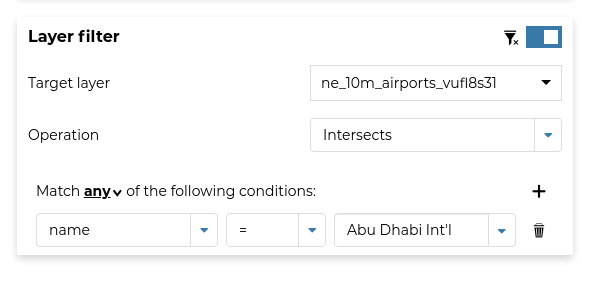 Layer filter
Target layer ne_10m_airports_vufl8s31
Operation Intersects
Match any of the following conditions:
name = Abu Dhabi Int'l